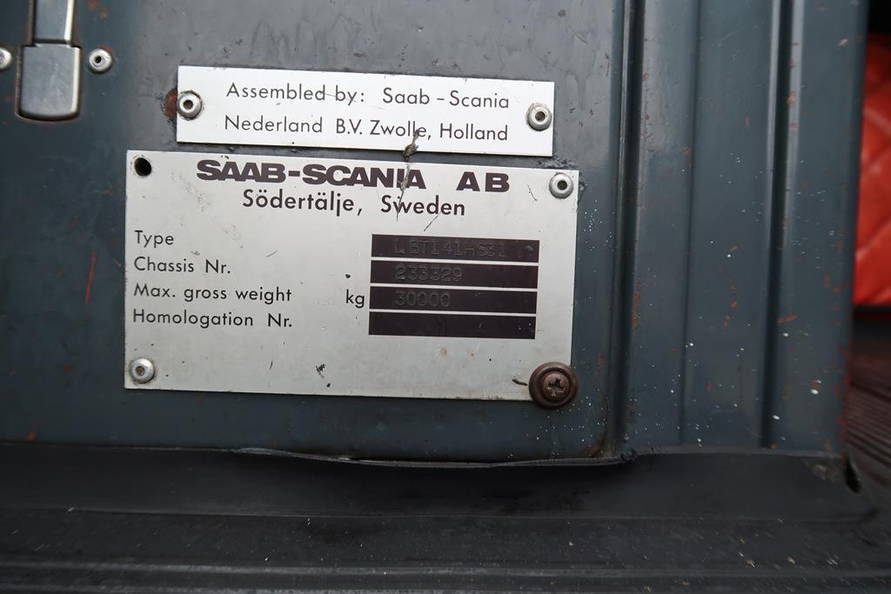 Assembled by: Saab-Scania
Nederland B.V. Zwolle, Holland
SAAB-SCANIA AB
Södertälje, Sweden
Type
Chassis Nr. 233329
Max. gross weight kg 30000
Homologation Nr.